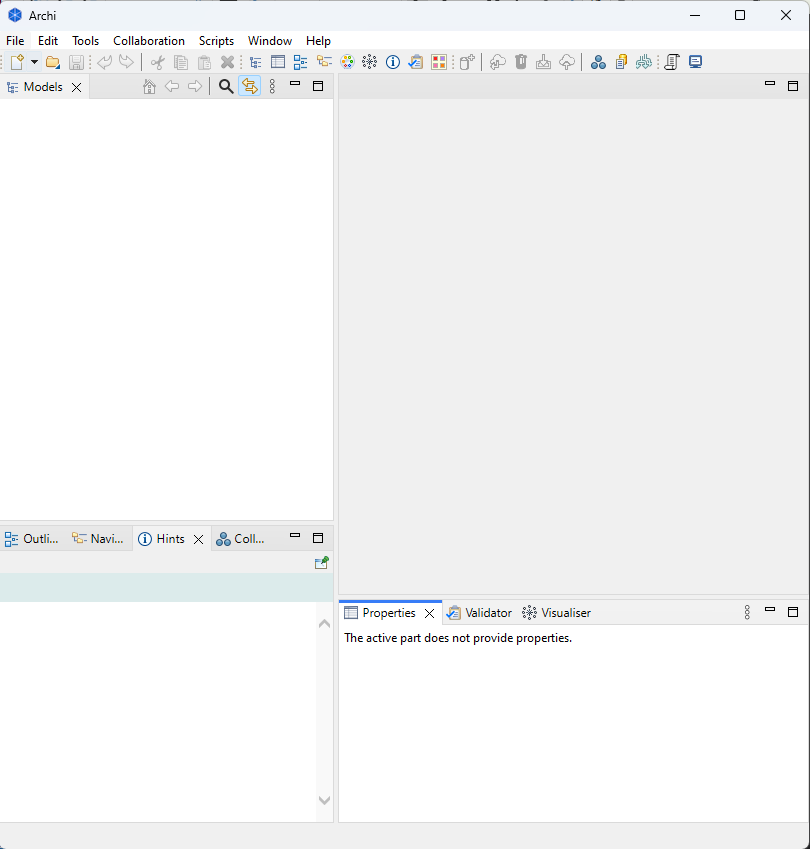 Archi
File Edit Tools Collaboration Scripts Window Help
Models
Outli... Navi... Hints Coll...
Properties Validator Visualiser
The active part does not provide properties.